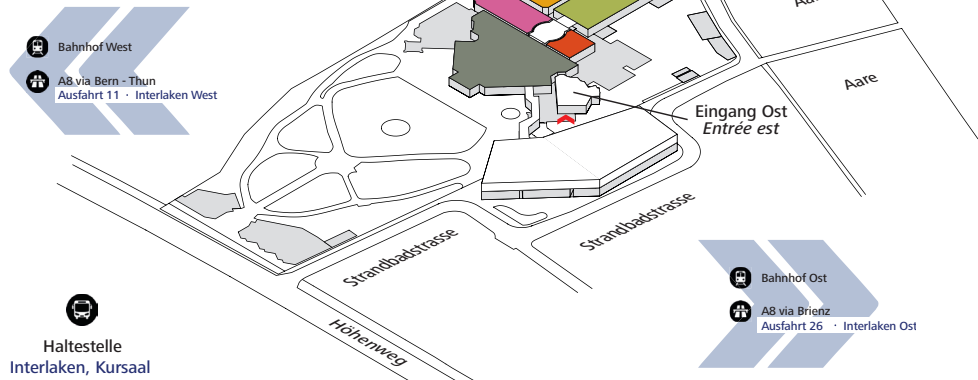 Aare
Bahnhof West
A8 via Bern - Thun
Ausfahrt 11 · Interlaken West
Aare
Eingang Ost
Entrée est
Strandbadstrasse
Strandbadstrasse
Bahnhof Ost
A8 via Brienz
Ausfahrt 26 · Interlaken Ost
Höhenweg
Haltestelle
Interlaken, Kursaal